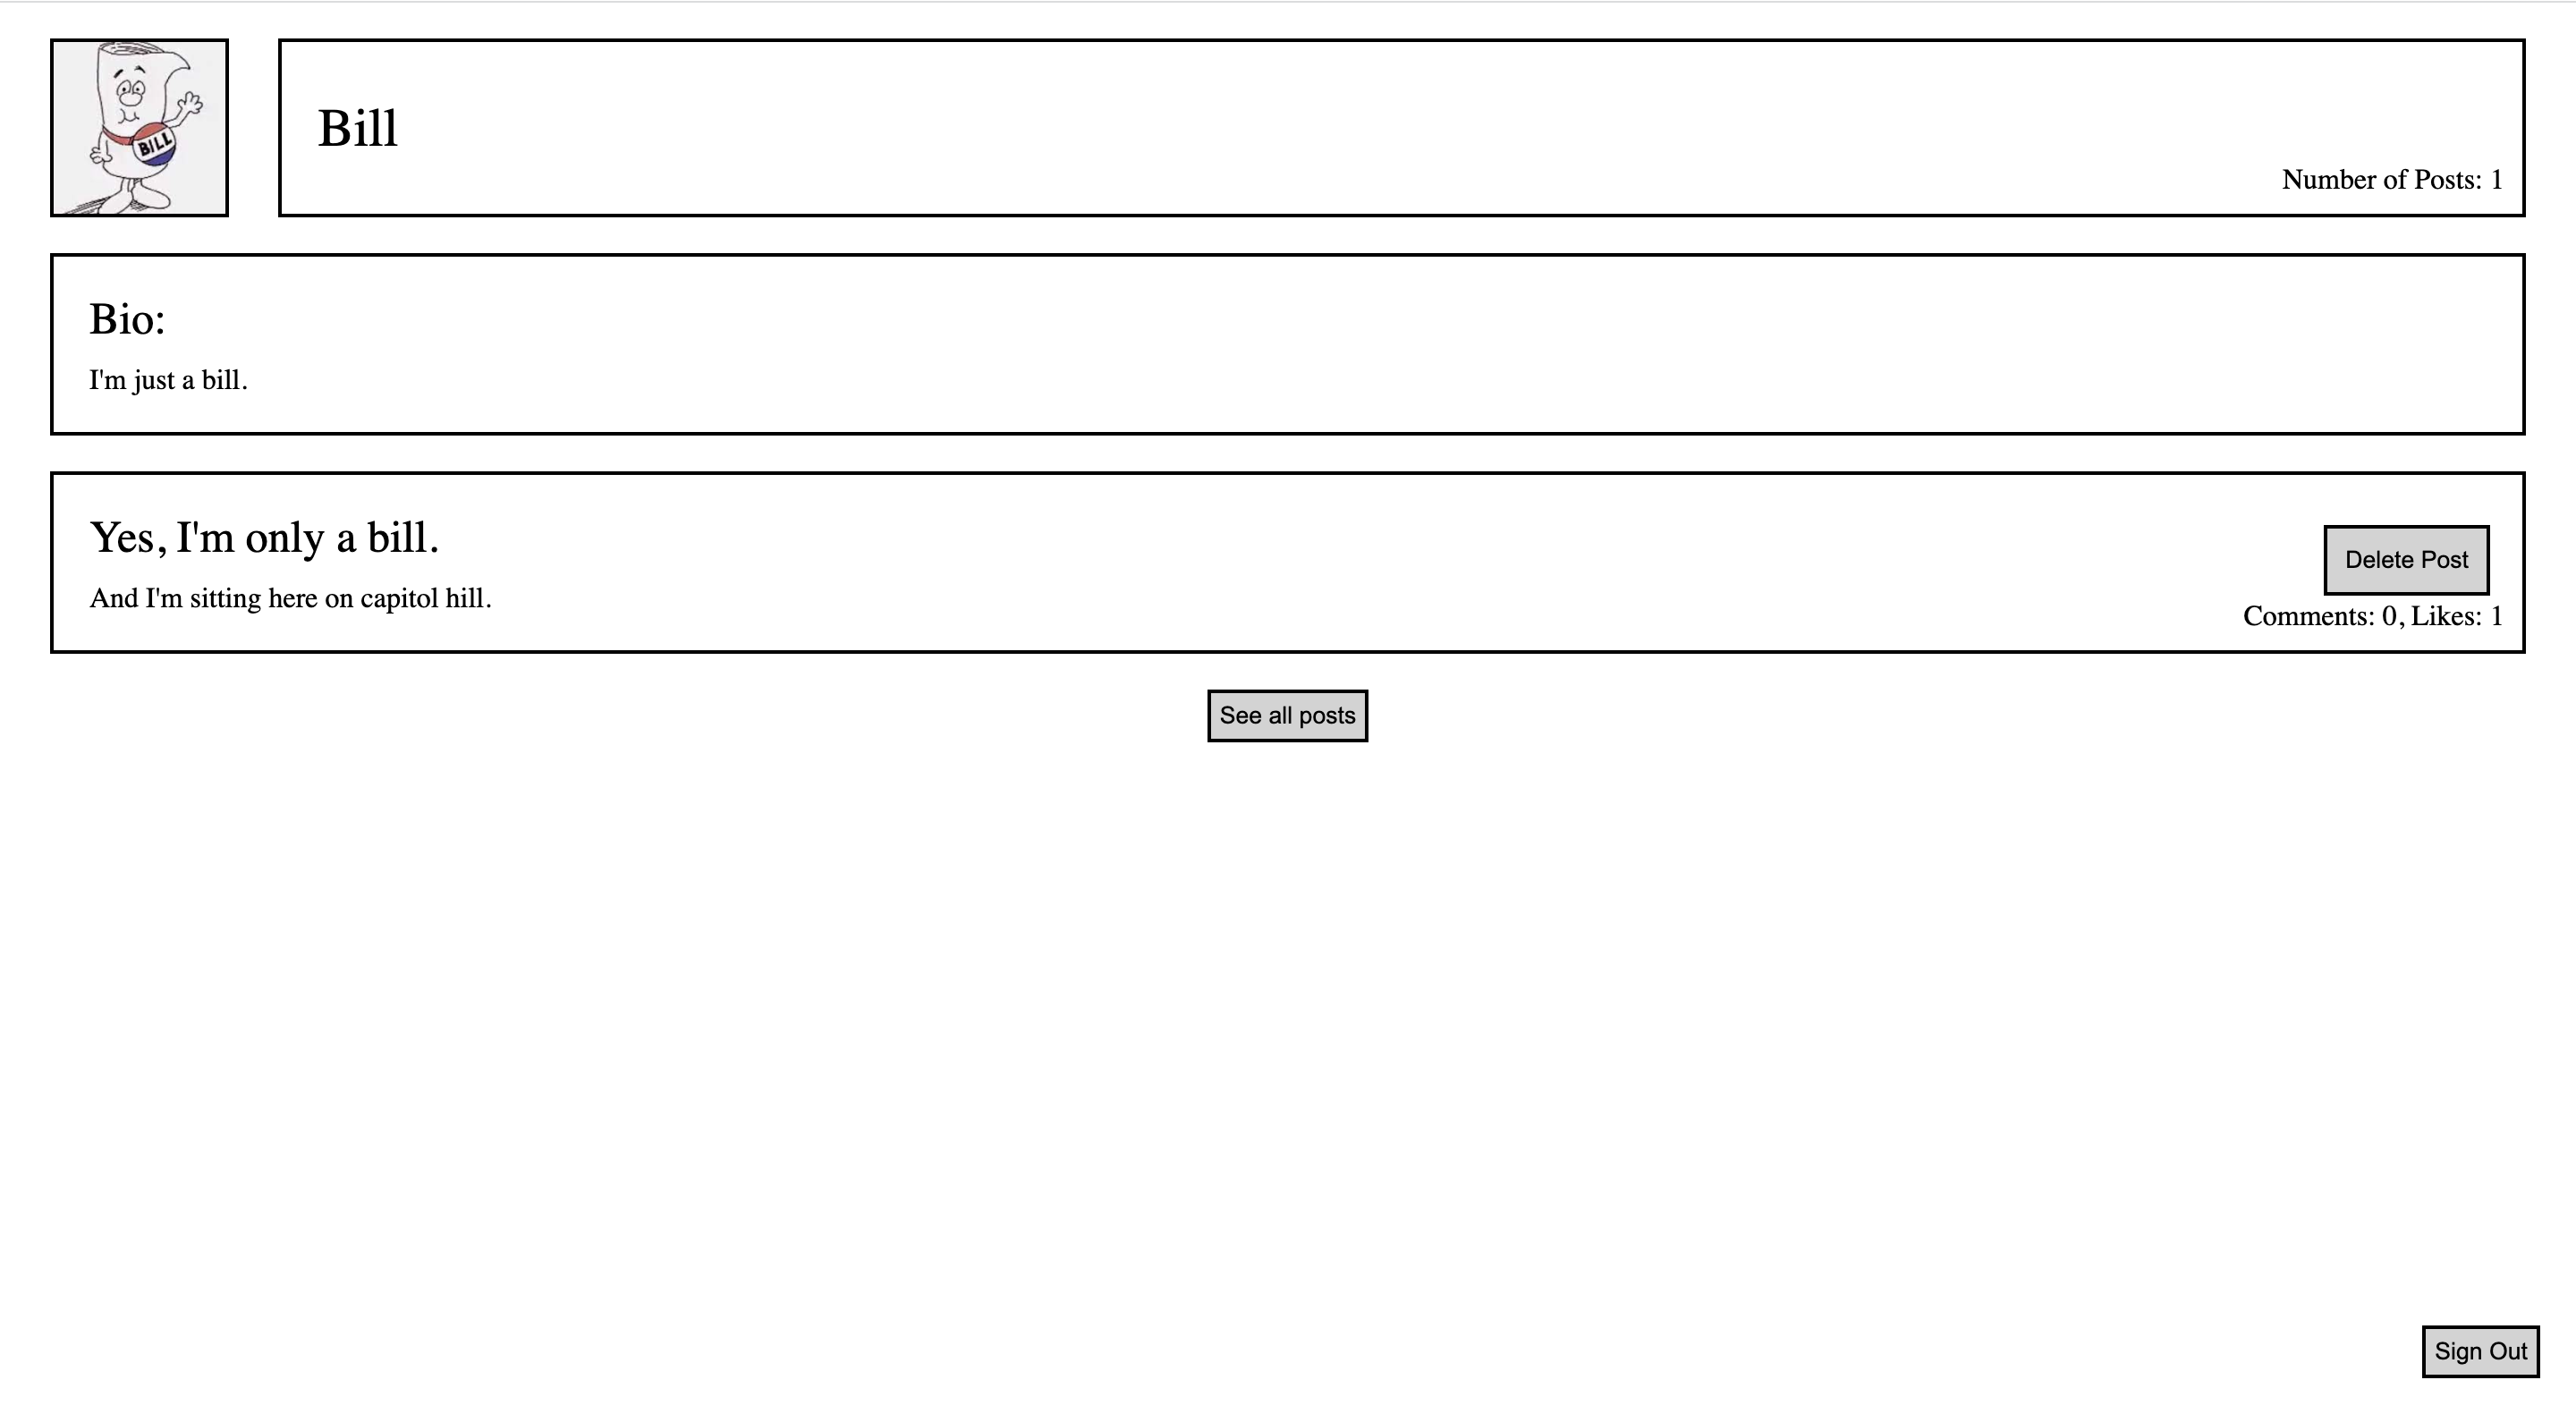 BILL
Bill
Number of Posts: 1
Bio:
I'm just a bill.
Yes, I'm only a bill.
Delete Post
And I'm sitting here on capitol hill.
Comments: 0, Likes: 1
See all posts
Sign Out